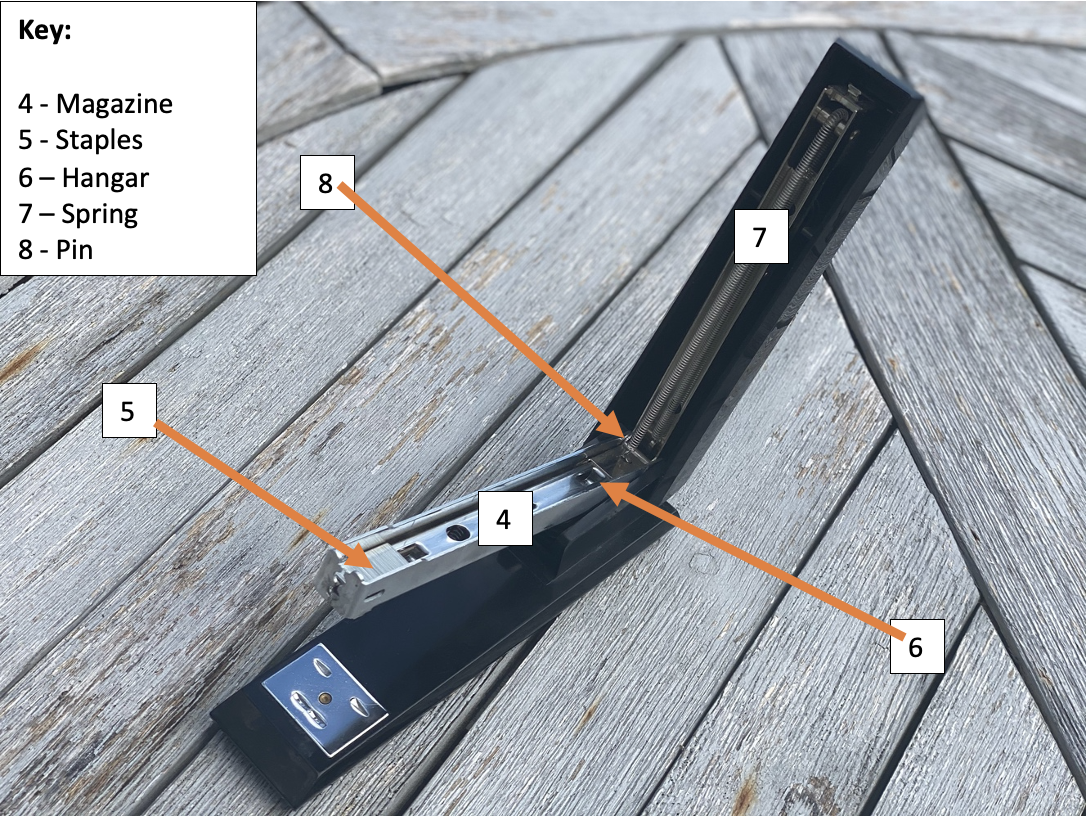 Key:
4 - Magazine
5 - Staples
6 – Hangar
7 – Spring
8 - Pin
8
7
5
4
6